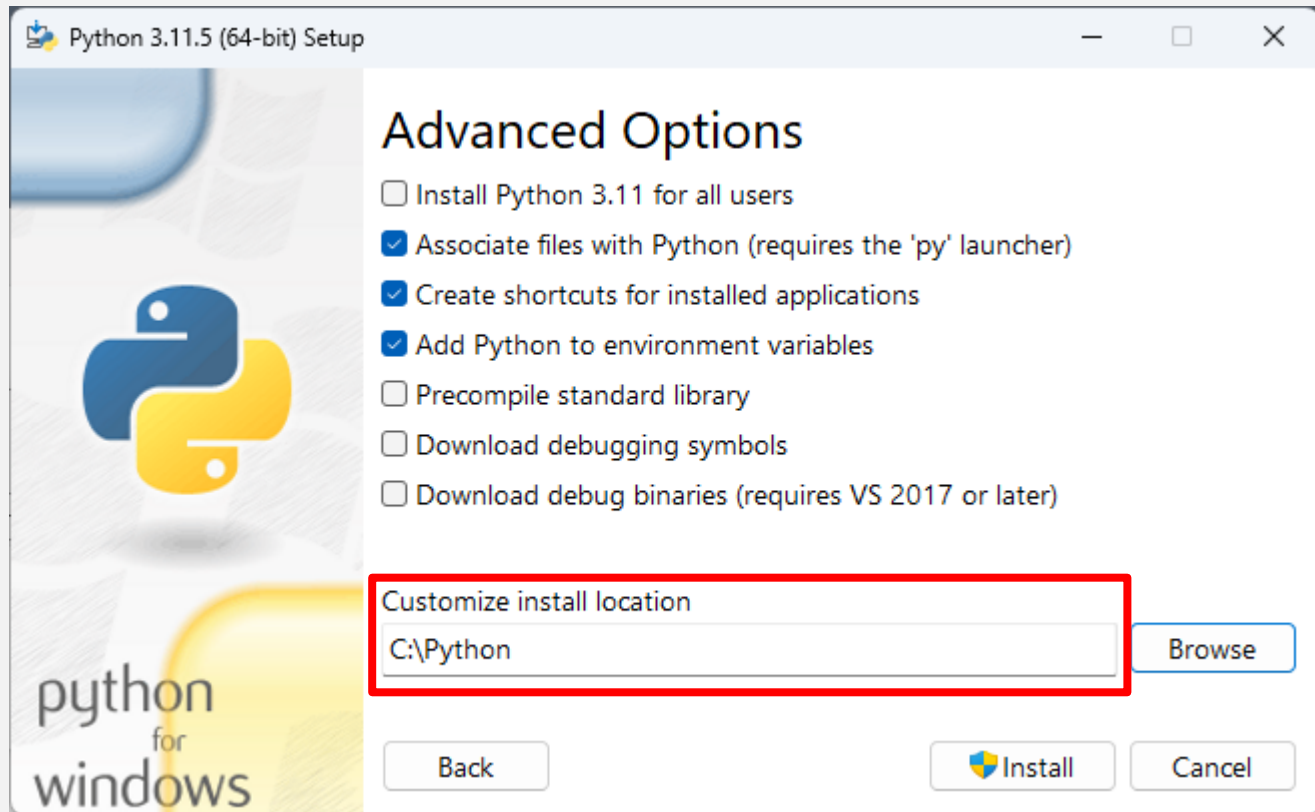 Python 3.11.5 (64-bit) Setup
Advanced Options
Install Python 3.11 for all users
Associate files with Python (requires the 'py' launcher)
Create shortcuts for installed applications
Add Python to environment variables
Precompile standard library
Download debugging symbols
Download debug binaries (requires VS 2017 or later)
Customize install location
C:\Python
Browse
python
for
windows
Back
Install
Cancel